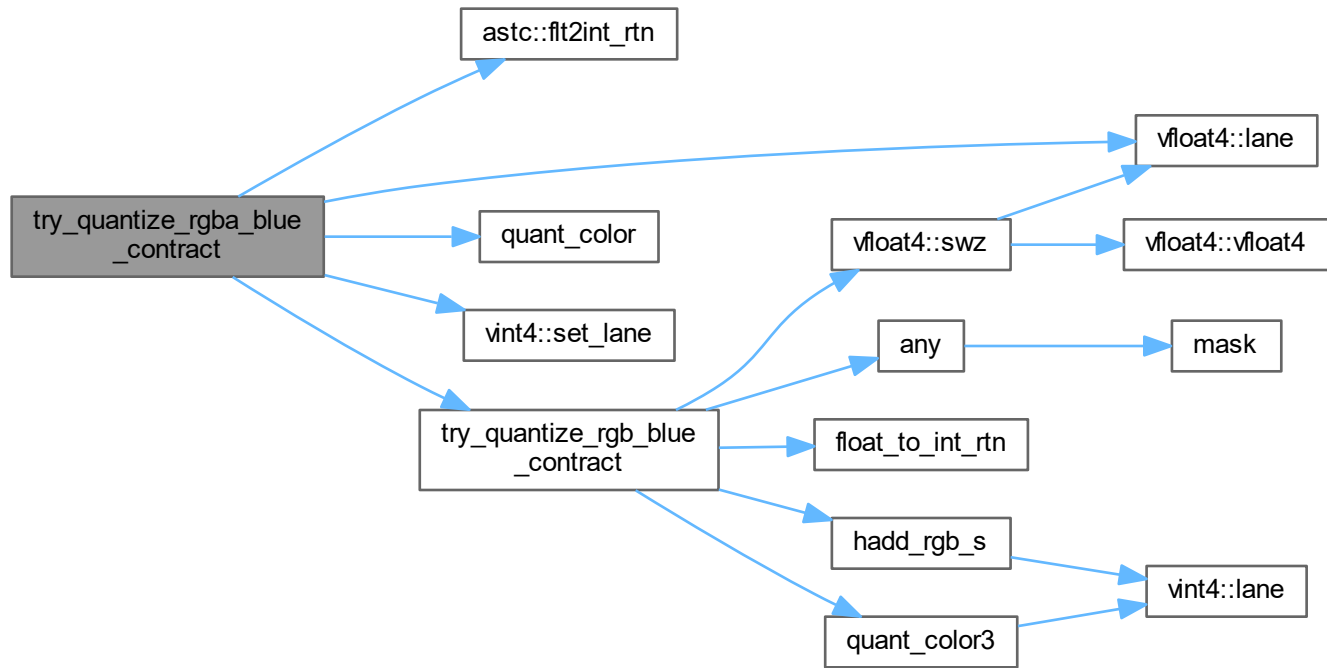 astc::flt2int_rtn
vfloat4::lane
try_quantize_rgba_blue
_contract
quant_color
vfloat4::swz
vfloat4::vfloat4
vint4::set_lane
any
mask
try_quantize_rgb_blue
_contract
float_to_int_rtn
hadd_rgb_s
vint4::lane
quant_color3